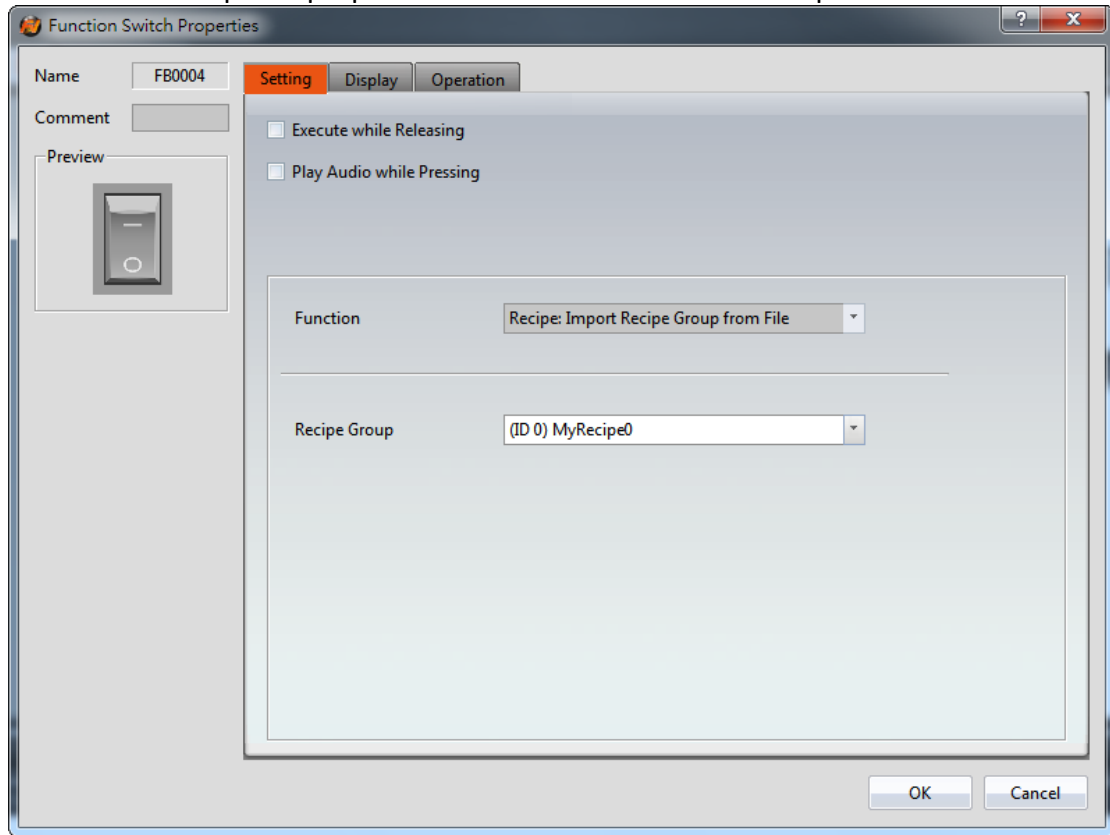 Function Switch Properties
?
X
Name FB0004
Comment
Preview
Setting Display Operation
Execute while Releasing
Play Audio while Pressing
Function Recipe: Import Recipe Group from File
Recipe Group (ID 0) MyRecipe0
OK Cancel